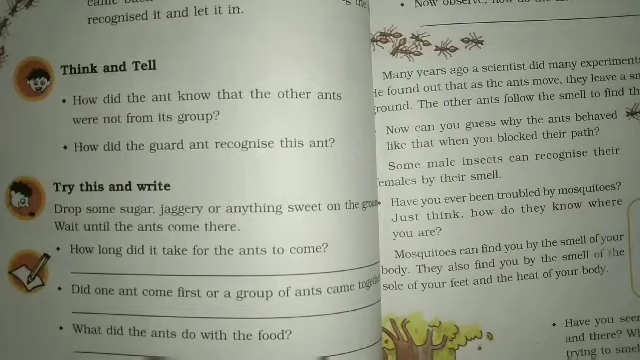 recognised it and let it in.
Think and Tell
• How did the ant know that the other ants
were not from its group?
• How did the guard ant recognise this ant?
Try this and write
Drop some sugar, jaggery or anything sweet on the
Wait until the ants come there.
• How long did it take for the ants to come?
• Did one ant come first or a group of ants came
• What did the ants do with the food?
• Now
Many years ago a scientist did many
He found out that as the ants move, they leave a
ground. The other ants follow the smell to find
Now can you guess why the ants behaved
like that when you blocked their path?
Some male insects can recognise their
females by their smell.
• Have you ever been troubled by mosquitoes?
Just think, how do they know where
you are?
Mosquitoes can find you by the smell of your
body. They also find you by the smell of the
sole of your feet and the heat of your body.
• Have you
and there?
trying to